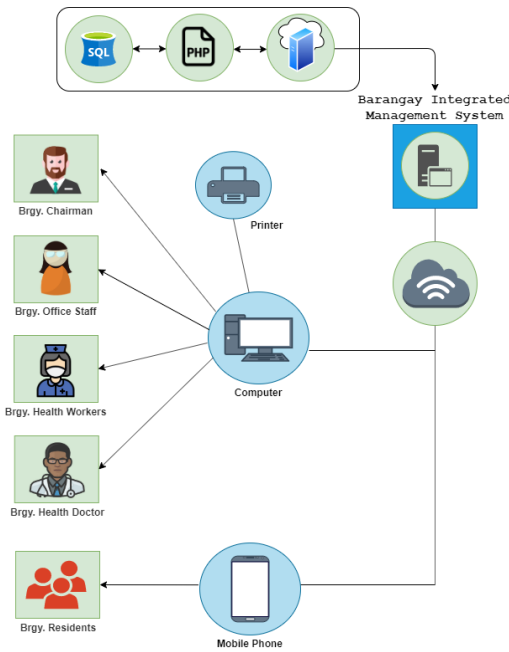 SQL
PHP
Barangay Integrated
Management System
Brgy. Chairman
Printer
Brgy. Office Staff
Computer
Brgy. Health Workers
Brgy. Health Doctor
Brgy. Residents
Mobile Phone